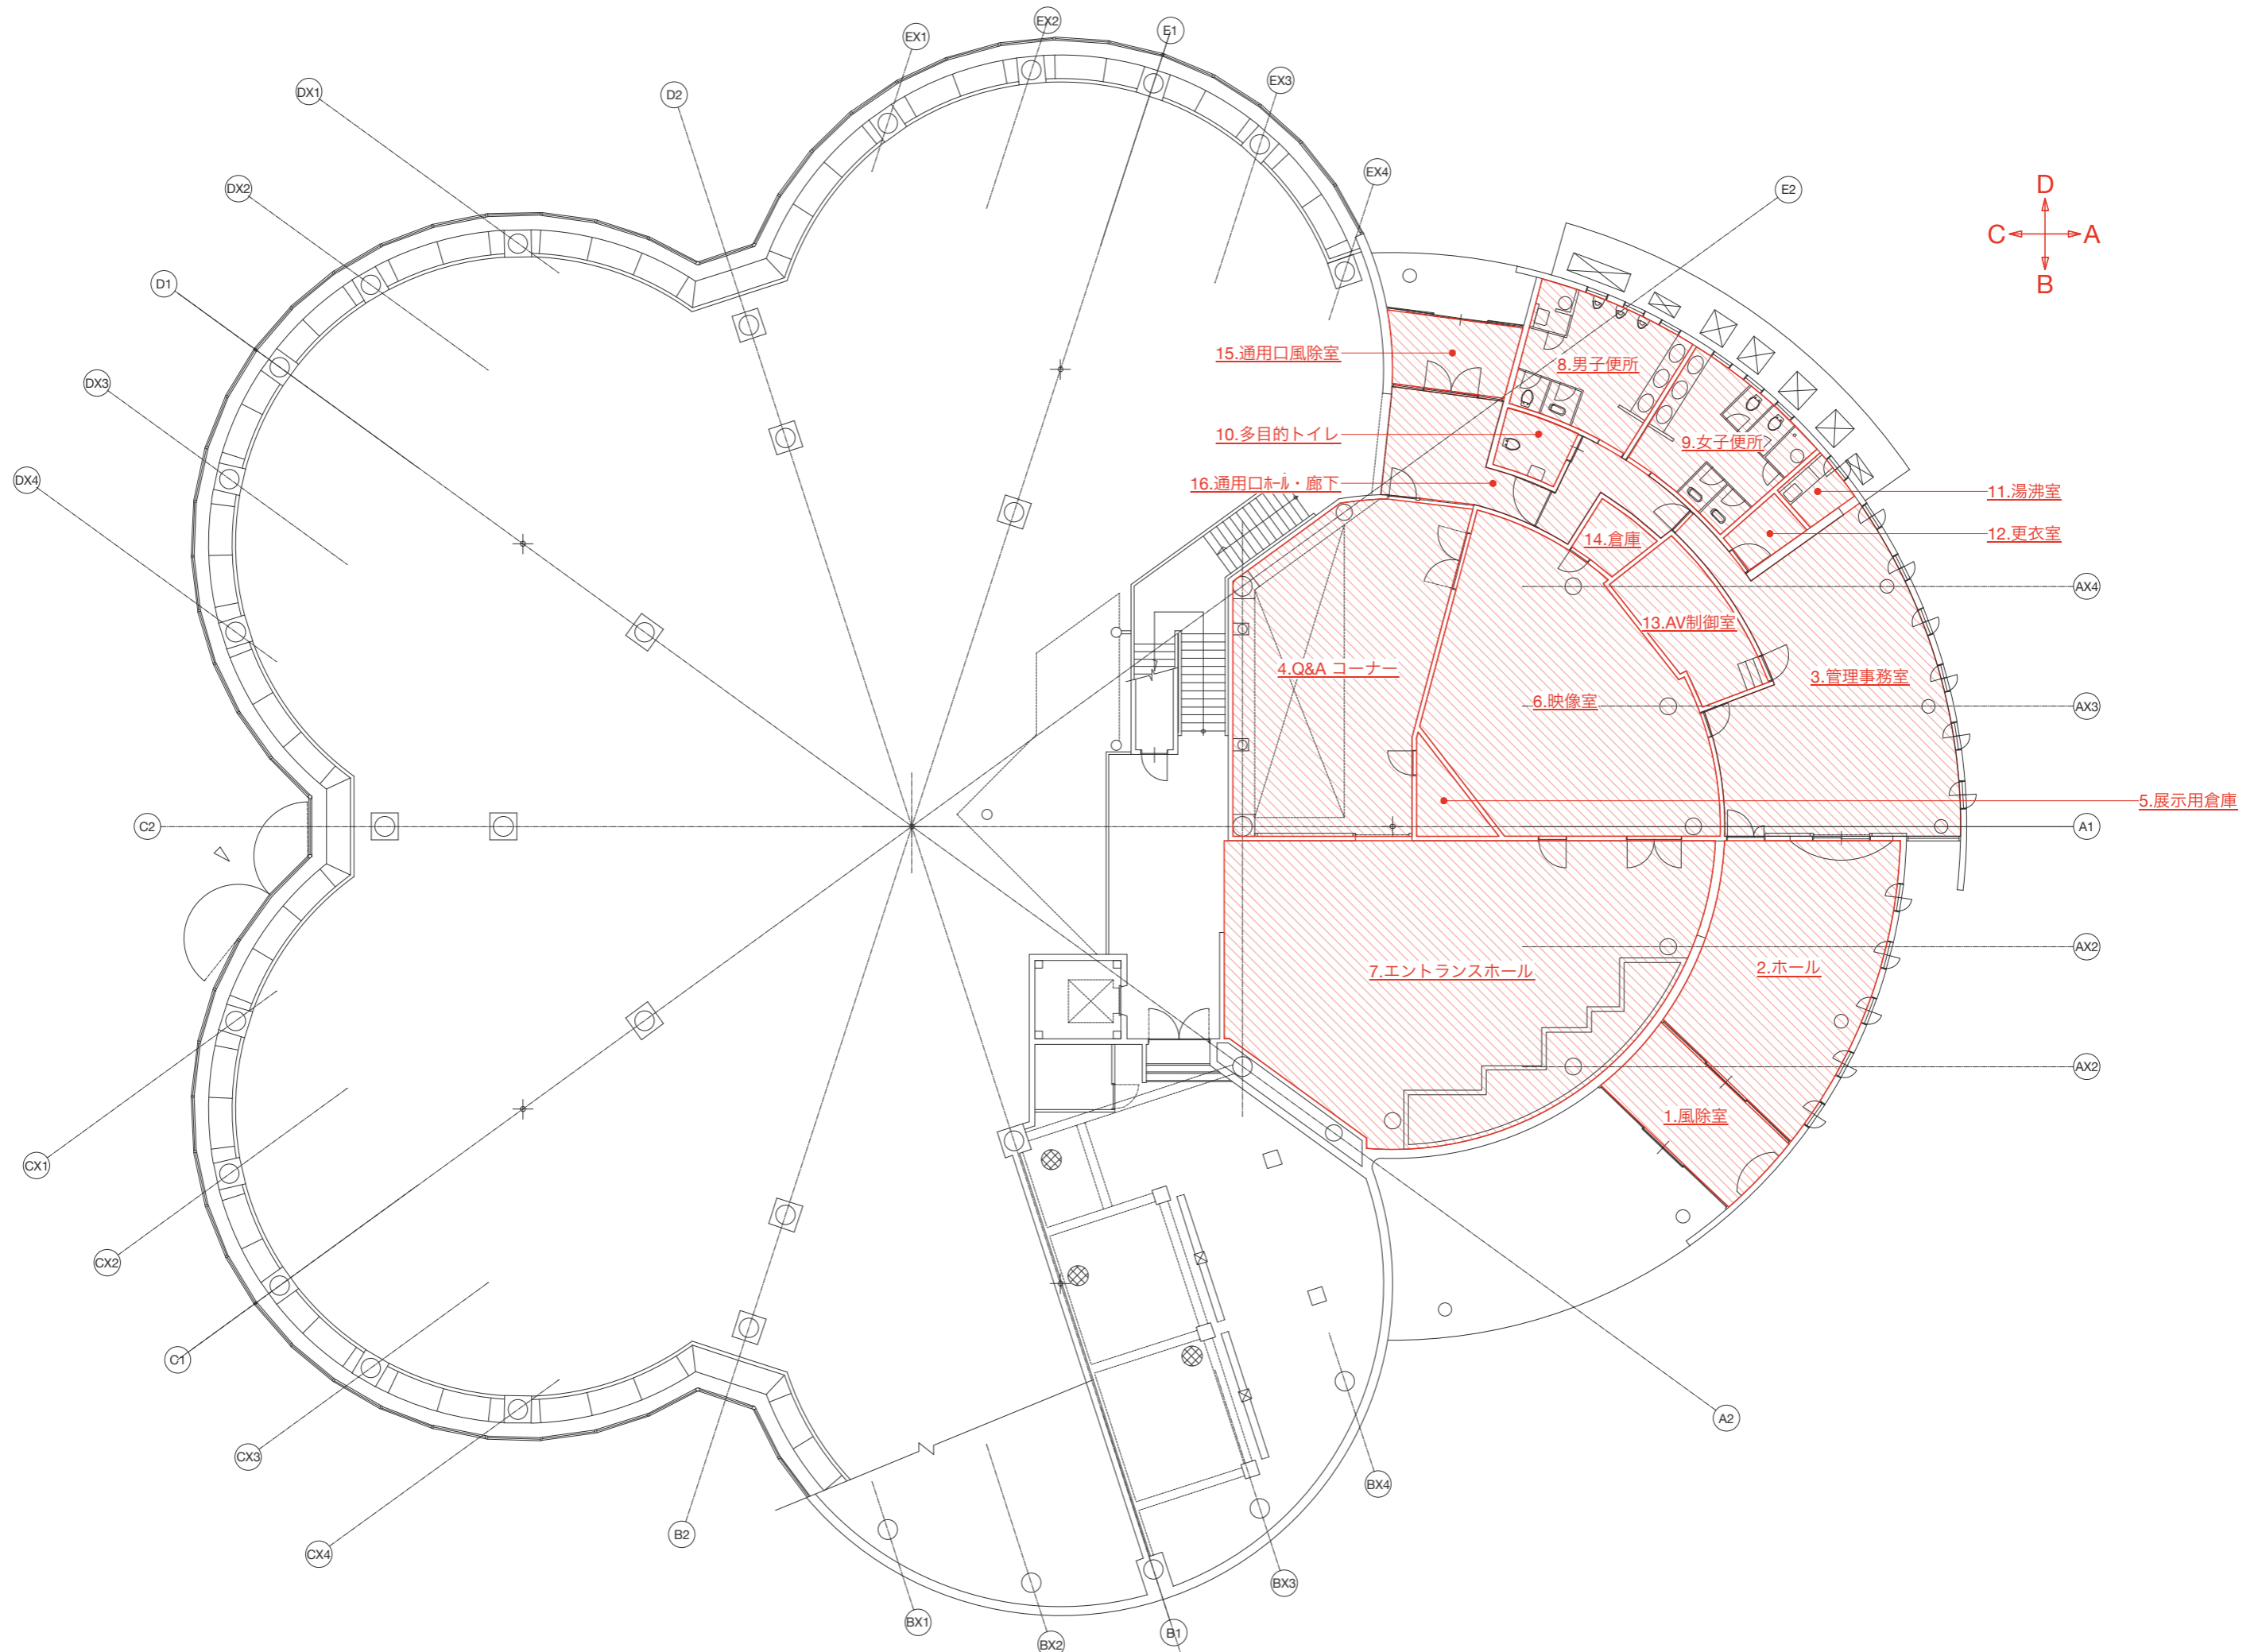 EX2
E1
EX1
EX3
DX1
D2
EX4
DX2
E2
D
C A
B
D1
15.通用口風除室
8.男子便所
DX3
10.多目的トイレ
9.女子便所
DX4
16.通用口ホール・廊下
11.湯沸室
12.更衣室
14.倉庫
AX4
13.AV制御室
4.Q&A コーナー
3.管理事務室
6.映像室
AX3
5.展示用倉庫
C2
A1
AX2
7.エントランスホール
2.ホール
AX2
1.風除室
CX1
CX2
C1
A2
CX3
BX4
B2
CX4
BX3
BX1
B1
BX2